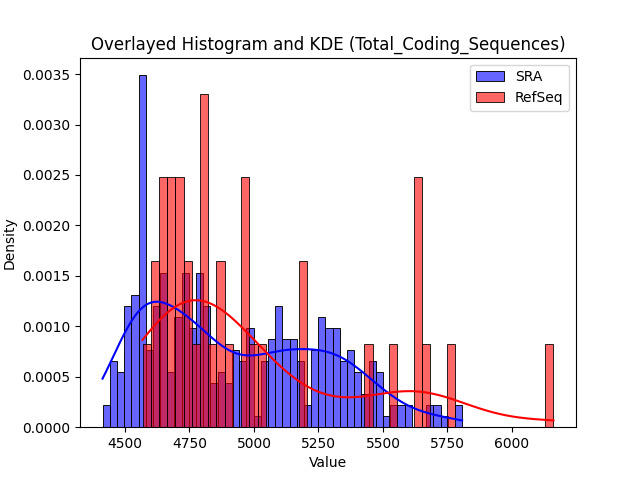 Overlayed Histogram and KDE (Total_Coding_Sequences)
SRA
RefSeq
Density
0.0035
0.0030
0.0025
0.0020
0.0015
0.0010
0.0005
0.0000
4500 4750 5000 5250 5500 5750 6000
Value